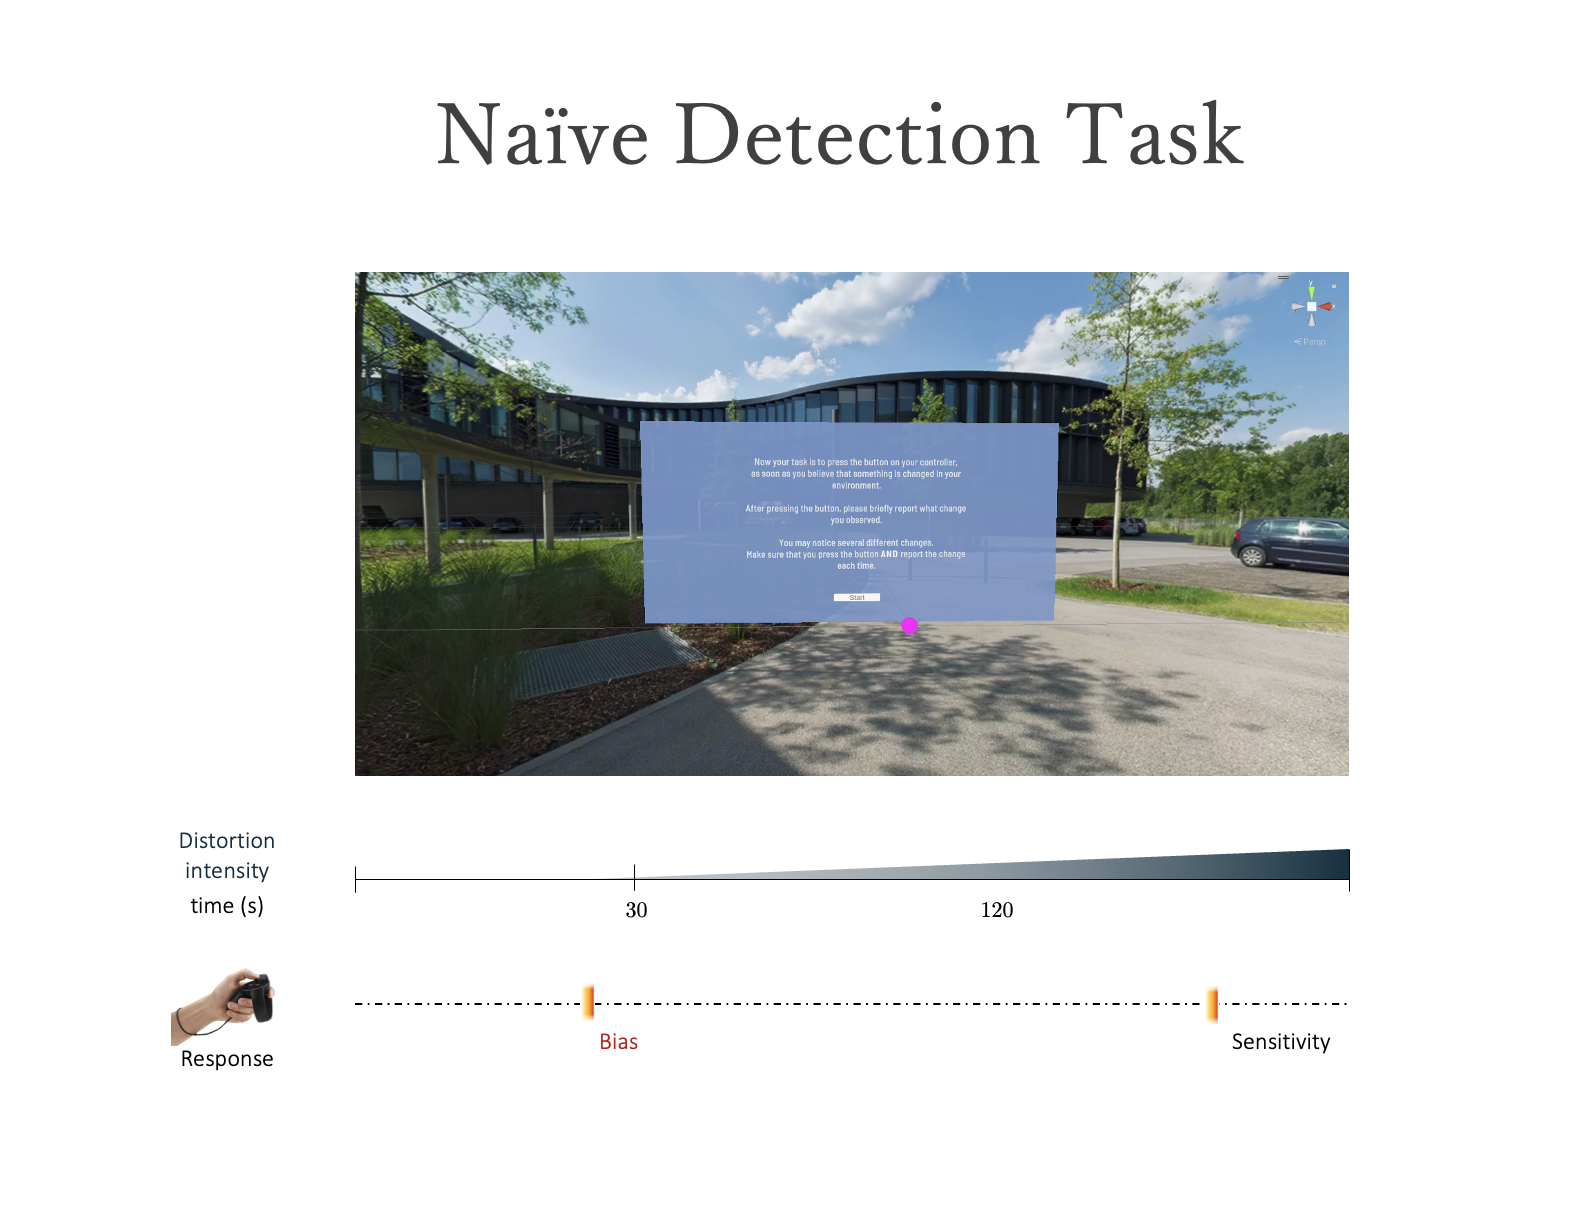 Naïve Detection Task
y
x
Persp
Now your task is to press the button on your controller,
as soon as you believe that something is changed in your
environment.
After pressing the button, please briefly report what change
you observed.
You may notice several different changes.
Make sure that you press the button AND report the change
each time.
Start
Distortion
intensity
time (s)
30
120
Bias
Sensitivity
Response